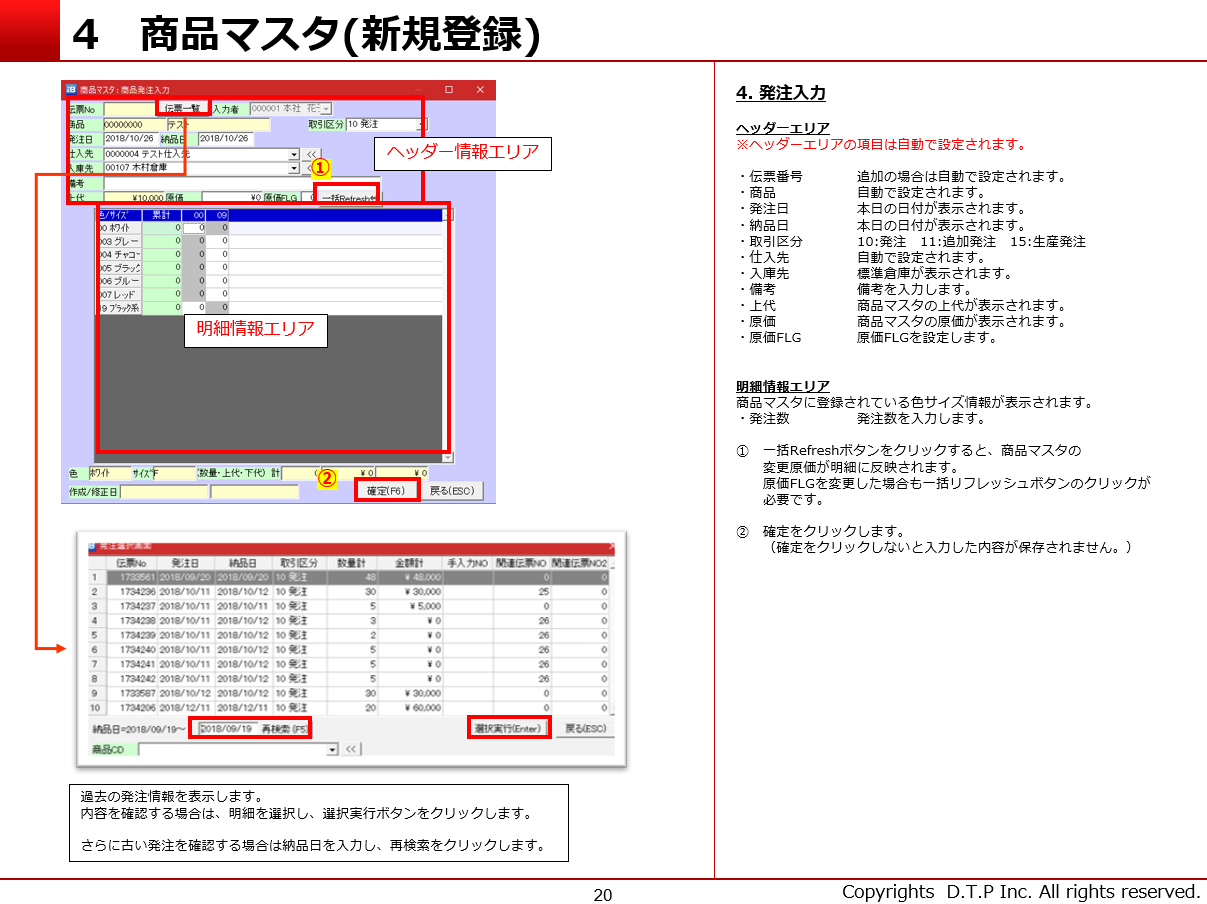 4 商品マスタ(新規登録)
商品マスタ:商品発注入力
伝票No 伝票一覧 入力者 000001 本社
商品 00000000 テスト 取引区分 10 発注
発注日 2018/10/26 納品日 2018/10/26
仕入先 0000004 テスト仕入先 <<
入庫先 00107 木村倉庫
①
備考
上代 ¥10,000 原価 ¥0 原価FLG 一括Refresh
ヘッダー情報エリア
色/サイズ 累計 00 09
00 ホワイト 0 0 0
003 グレー 0 0 0
004 チャコー 0 0 0
005 ブラック 0 0 0
006 ブルー 0 0 0
007 レッド 0 0 0
19 ブラック系 0 0 0
明細情報エリア
色 ホワイト サイズ F (数量・上代・下代) 計 ¥0 ¥0
②
作成/修正日 確定(F6) 戻る(ESC)
発注選択画面
伝票No 発注日 納品日 取引区分 数量計 金額計 手入力NO 関連伝票NO 関連伝票NO2
1 1733561 2018/09/20 2018/09/20 10 発注 48 ¥48,000 0 0
2 1734236 2018/10/11 2018/10/12 10 発注 30 ¥30,000 25 0
3 1734237 2018/10/11 2018/10/11 10 発注 5 ¥5,000 0 0
4 1734238 2018/10/11 2018/10/12 10 発注 3 ¥0 26 0
5 1734239 2018/10/11 2018/10/12 10 発注 2 ¥0 26 0
6 1734240 2018/10/11 2018/10/12 10 発注 5 ¥0 26 0
7 1734241 2018/10/11 2018/10/12 10 発注 5 ¥0 26 0
8 1734242 2018/10/11 2018/10/12 10 発注 5 ¥0 26 0
9 1733587 2018/10/12 2018/10/12 10 発注 30 ¥30,000 0 0
10 1734206 2018/12/11 2018/12/11 10 発注 20 ¥60,000 0 0
納品日=2018/09/19～ 2018/09/19 再検索(F5) 選択実行(Enter) 戻る(ESC)
商品CD <<
過去の発注情報を表示します。
内容を確認する場合は、明細を選択し、選択実行ボタンをクリックします。
さらに古い発注を確認する場合は納品日を入力し、再検索をクリックします。
4. 発注入力
ヘッダーエリア
※ヘッダーエリアの項目は自動で設定されます。
・伝票番号 追加の場合は自動で設定されます。
・商品 自動で設定されます。
・発注日 本日の日付が表示されます。
・納品日 本日の日付が表示されます。
・取引区分 10:発注 11:追加発注 15:生産発注
・仕入先 自動で設定されます。
・入庫先 標準倉庫が表示されます。
・備考 備考を入力します。
・上代 商品マスタの上代が表示されます。
・原価 商品マスタの原価が表示されます。
・原価FLG 原価FLGを設定します。
明細情報エリア
商品マスタに登録されている色サイズ情報が表示されます。
・発注数 発注数を入力します。
① 一括Refreshボタンをクリックすると、商品マスタの
変更原価が明細に反映されます。
原価FLGを変更した場合も一括リフレッシュボタンのクリックが
必要です。
② 確定をクリックします。
（確定をクリックしないと入力した内容が保存されません。）
20
Copyrights D.T.P Inc. All rights reserved.